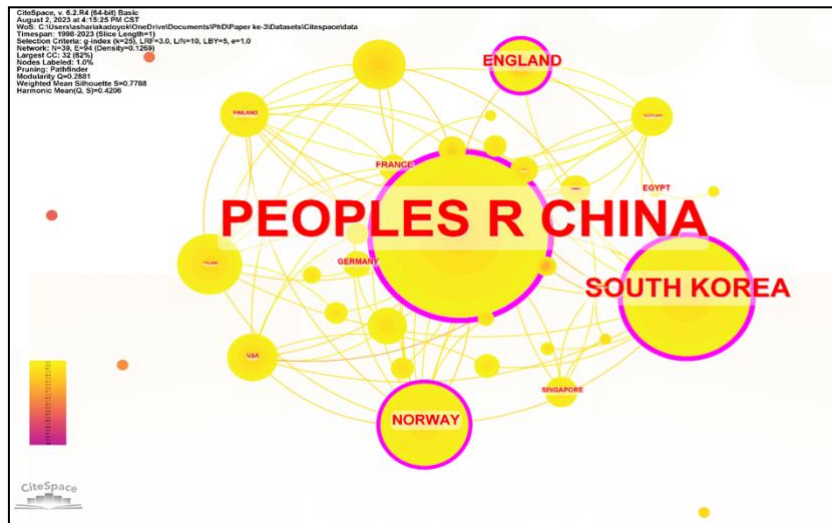 CiteSpace, v. 6.2.R4 (64-bit) Basic
August 2, 2023 at 4:15:25 PM CST
WoS: C:\Users\ashariakadoyok\OneDrive\Documents\PhD\Paper ke-3\Datasets\Citespace\data
Timespan: 1998-2023 (Slice Length=1)
Selection Criteria: g-index (k=25), LRF=3.0, L/N=10, LBY=5, e=1.0
Network: N=39, E=94 (Density=0.1269)
Largest CC: 32 (82%)
Nodes Labeled: 1.0%
Pruning: Pathfinder
Modularity Q=0.2881
Weighted Mean Silhouette S=0.7788
Harmonic Mean(Q, S)=0.4206
ENGLAND
FINLAND
SCOTLAND
FRANCE
EGYPT
PEOPLES R CHINA
GERMANY
SOUTH KOREA
USA
SINGAPORE
NORWAY
CiteSpace